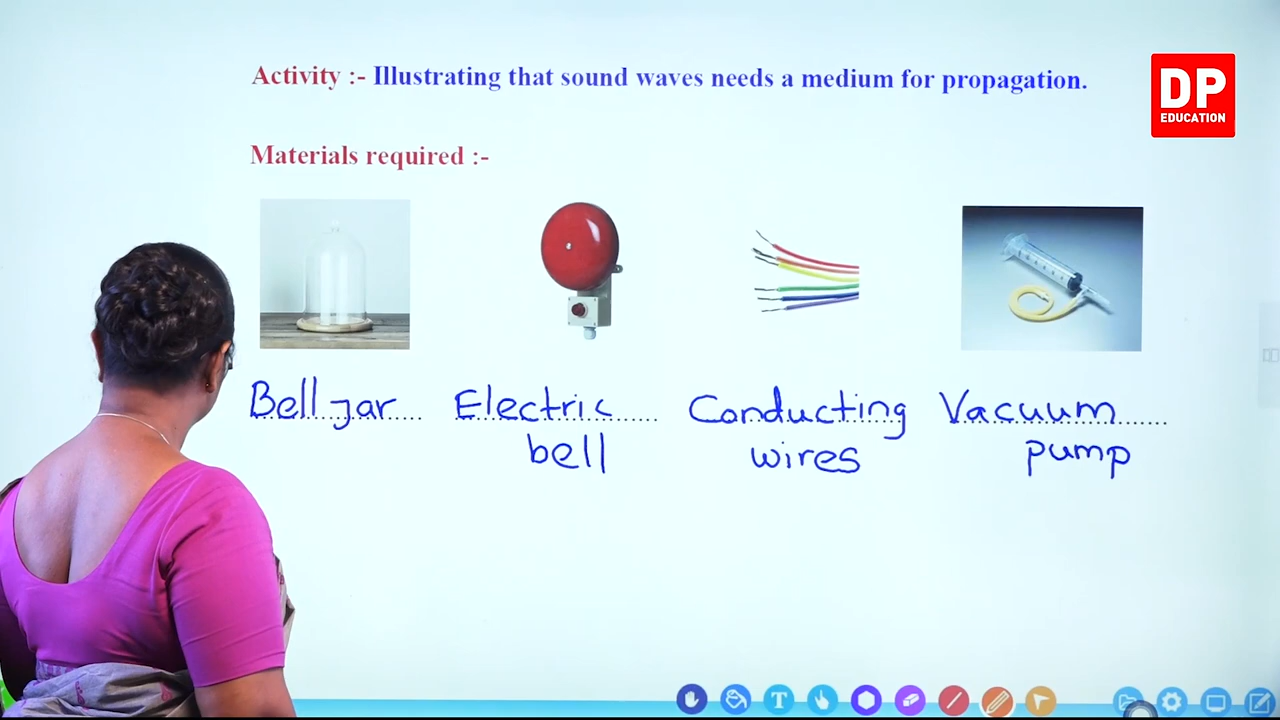 Activity :- Illustrating that sound waves needs a medium for propagation.
DP
EDUCATION
Materials required :-
Bell jar
Electric
bell
Conducting
wires
Vacuum
pump
T